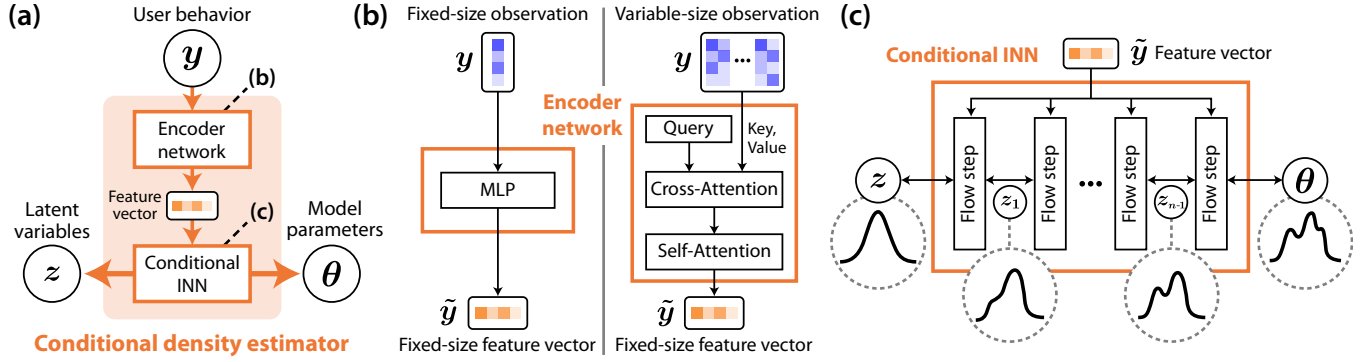 (a)
User behavior
y
(b)
Encoder
network
Feature
vector
(c)
Latent
variables
Model
parameters
z
Conditional
INN
θ
Conditional density estimator
(b)
Fixed-size observation
y
MLP
ỹ
Fixed-size feature vector
Variable-size observation
y
...
Encoder
network
Query
Key,
Value
Cross-Attention
Self-Attention
ỹ
Fixed-size feature vector
(c)
Conditional INN
ỹ Feature vector
z
Flow step
z₁
Flow step
...
Flow step
zₙ₋₁
Flow step
θ